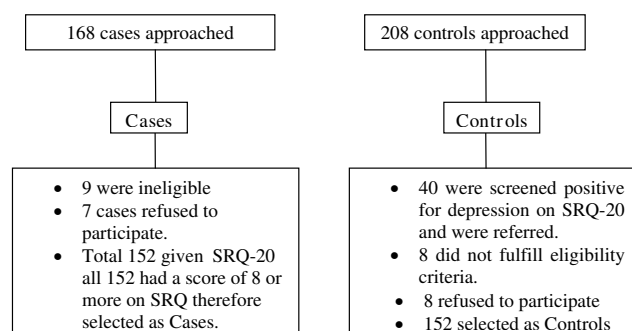 168 cases approached
208 controls approached
Cases
Controls
• 9 were ineligible
• 7 cases refused to
participate.
• Total 152 given SRQ-20
all 152 had a score of 8 or
more on SRQ therefore
selected as Cases.
• 40 were screened positive
for depression on SRQ-20
and were referred.
• 8 did not fulfill eligibility
criteria.
• 8 refused to participate
• 152 selected as Controls